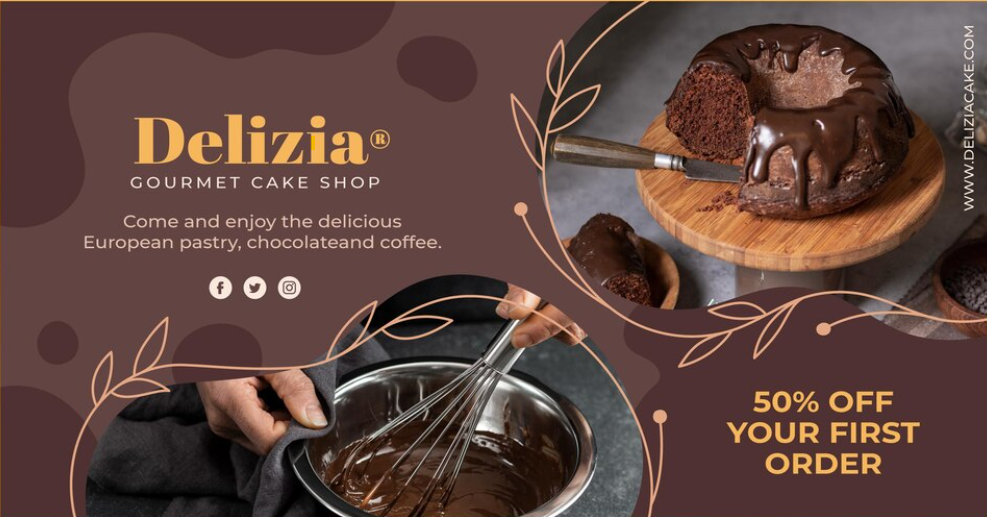 Delizia®
GOURMET CAKE SHOP
Come and enjoy the delicious
European pastry, chocolateand coffee.
WWW.DELIZIACAKE.COM
50% OFF
YOUR FIRST
ORDER